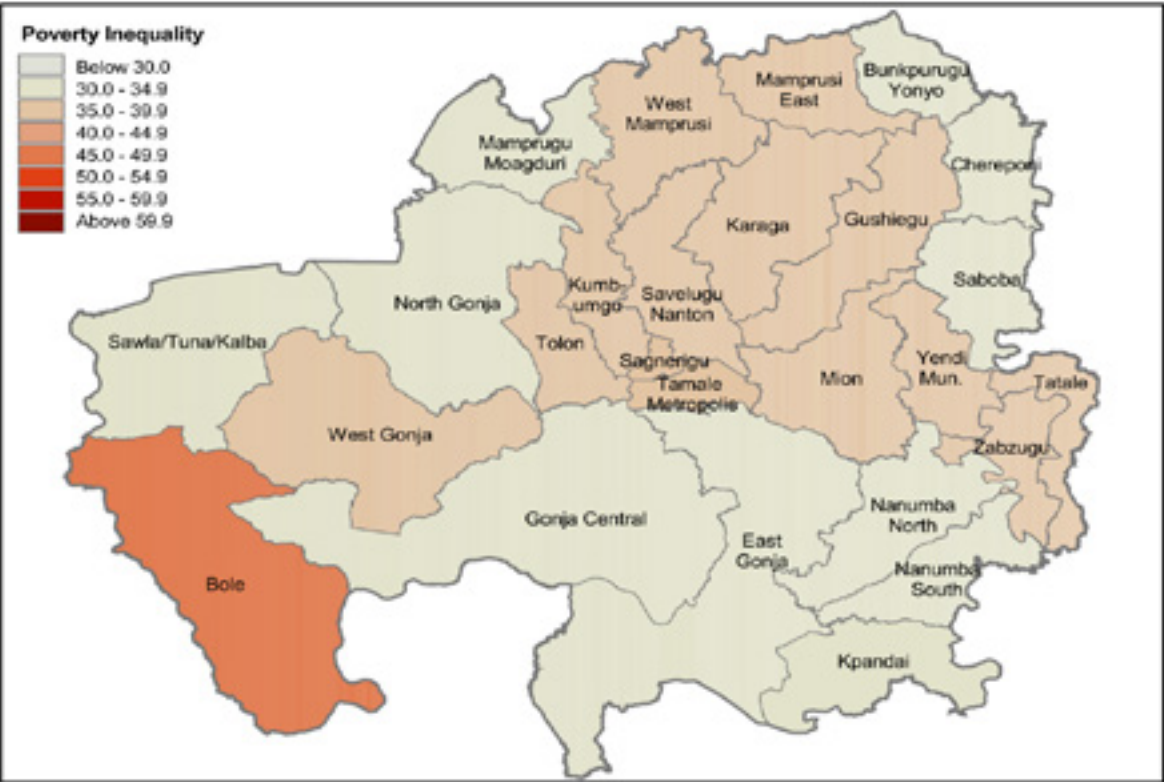 Poverty Inequality
Below 30.0
30.0 - 34.9
35.0 - 39.9
40.0 - 44.9
45.0 - 49.9
50.0 - 54.9
55.0 - 59.9
Above 59.9
Bunkpurugu
Yonyo
Mamprusi
East
West
Mamprusi
Mamprugu
Moagduri
Chereponi
Karaga
Gushiegu
Saboba
Kumb-
umgo
Savelugu
Nanton
North Gonja
Sawla/Tuna/Kalba
Tolon
Sagnerigu
Tamale
Metropolis
Mion
Yendi
Mun.
Tatale
West Gonja
Zabzugu
Gonja Central
Nanumba
North
East
Gonja
Nanumba
South
Bole
Kpandai